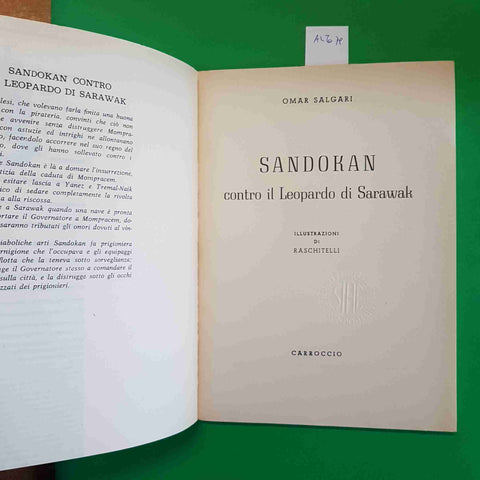 SANDOKAN CONTRO
LEOPARDO DI SARAWAK
lesi, che volevano farla finita una buona
con la pirateria, convinti che ciò non
e avvenire senza distruggere Mompra-
con astuzie ed intrighi ne allontanano
o, facendolo accorrere nel suo regno del
dove gli hanno sollevato contro i
i.
e Sandokan è là a domare l'insurrezione,
tizia della caduta di Mompracem.
esitare lascia a Yanez e Tremal-Naik
ico di sedare completamente la rivolta
a alla riscossa.
e a Sarawak quando una nave è pronta
ortare il Governatore a Mompracem, do-
saranno tributati gli onori dovuti al vin-
iaboliche arti Sandokan fa prigioniera
rnigione che l'occupava e gli equipaggi
flotta che la teneva sotto sorveglianza;
ge il Governatore stesso a comandare il
sulla città, e la distrugge sotto gli occhi
zzati dei prigionieri.
OMAR SALGARI
SANDOKAN
contro il Leopardo di Sarawak
ILLUSTRAZIONI
DI
RASCHITELLI
CARROCCIO